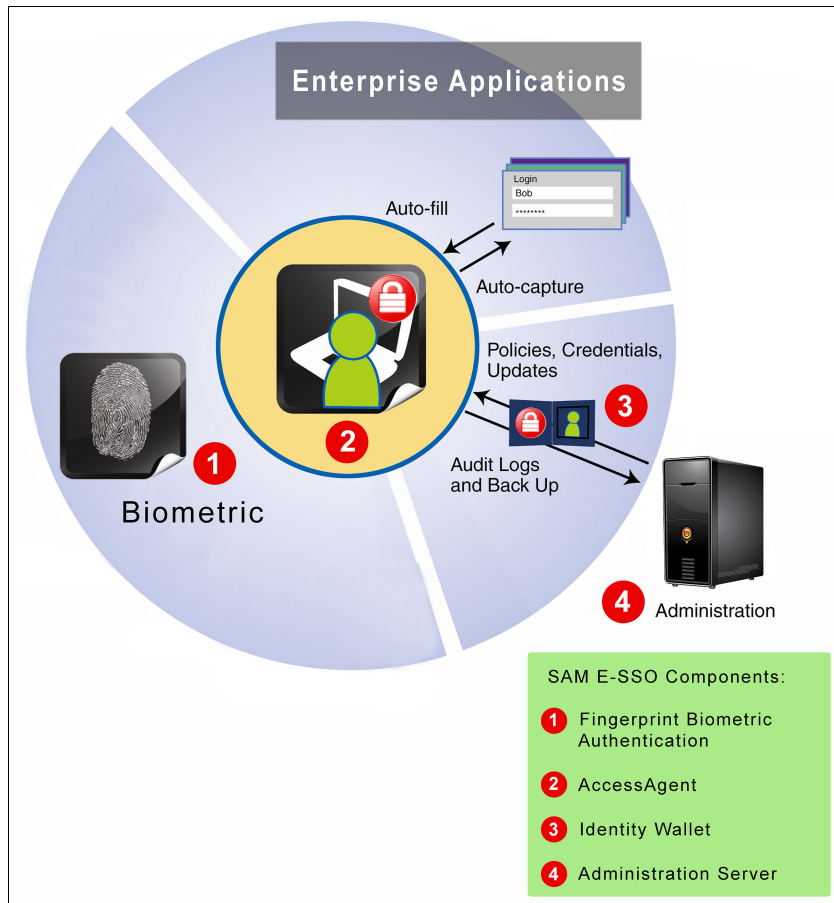 Enterprise Applications
Login
Bob
********
Auto-fill
Auto-capture
Policies, Credentials,
Updates
3
2
1
Audit Logs
and Back Up
Biometric
4
Administration
SAM E-SSO Components:
1 Fingerprint Biometric
Authentication
2 AccessAgent
3 Identity Wallet
4 Administration Server